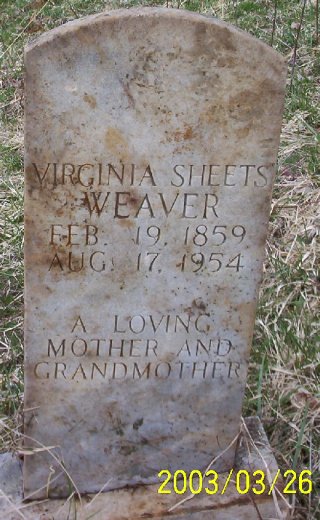 VIRGINIA SHEETS
WEAVER
FEB. 19, 1859
AUG. 17, 1954
A LOVING
MOTHER AND
GRANDMOTHER
2003/03/26